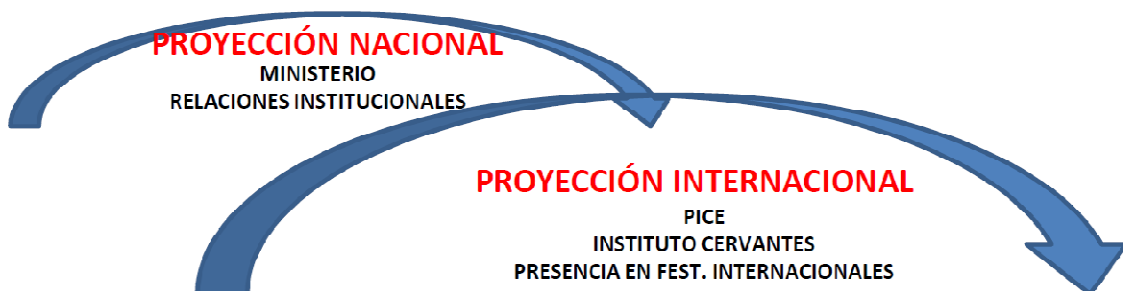 PROYECCIÓN NACIONAL
MINISTERIO
RELACIONES INSTITUCIONALES
PROYECCIÓN INTERNACIONAL
PICE
INSTITUTO CERVANTES
PRESENCIA EN FEST. INTERNACIONALES